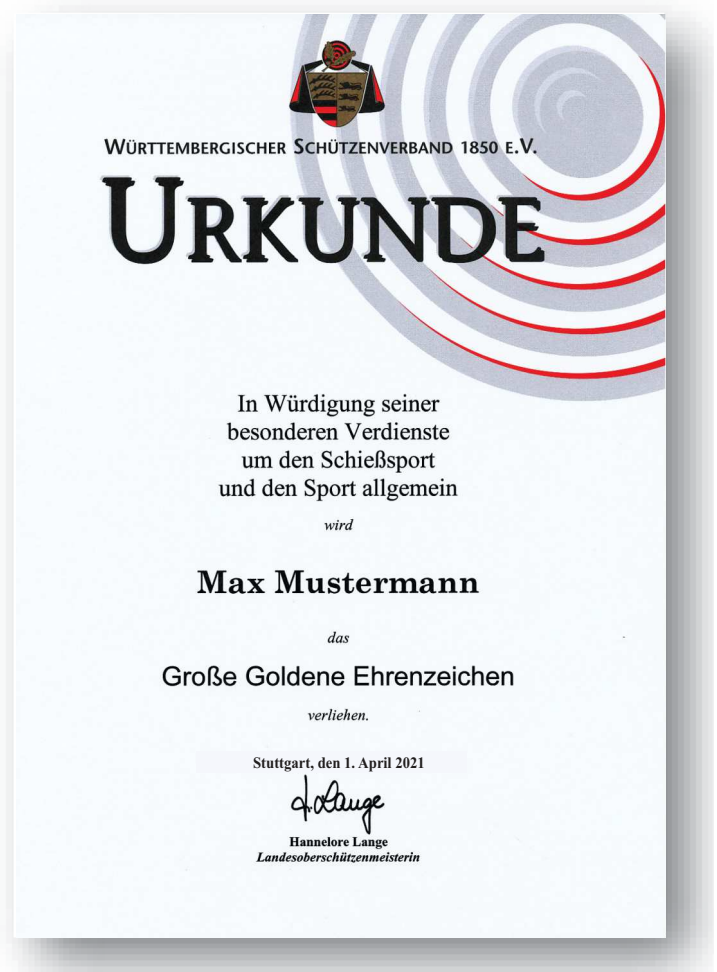 WÜRTTEMBERGISCHER SCHÜTZENVERBAND 1850 E.V.
URKUNDE
In Würdigung seiner
besonderen Verdienste
um den Schießsport
und den Sport allgemein
wird
Max Mustermann
das
Große Goldene Ehrenzeichen
verliehen.
Stuttgart, den 1. April 2021
H. Lange
Hannelore Lange
Landesoberschützenmeisterin